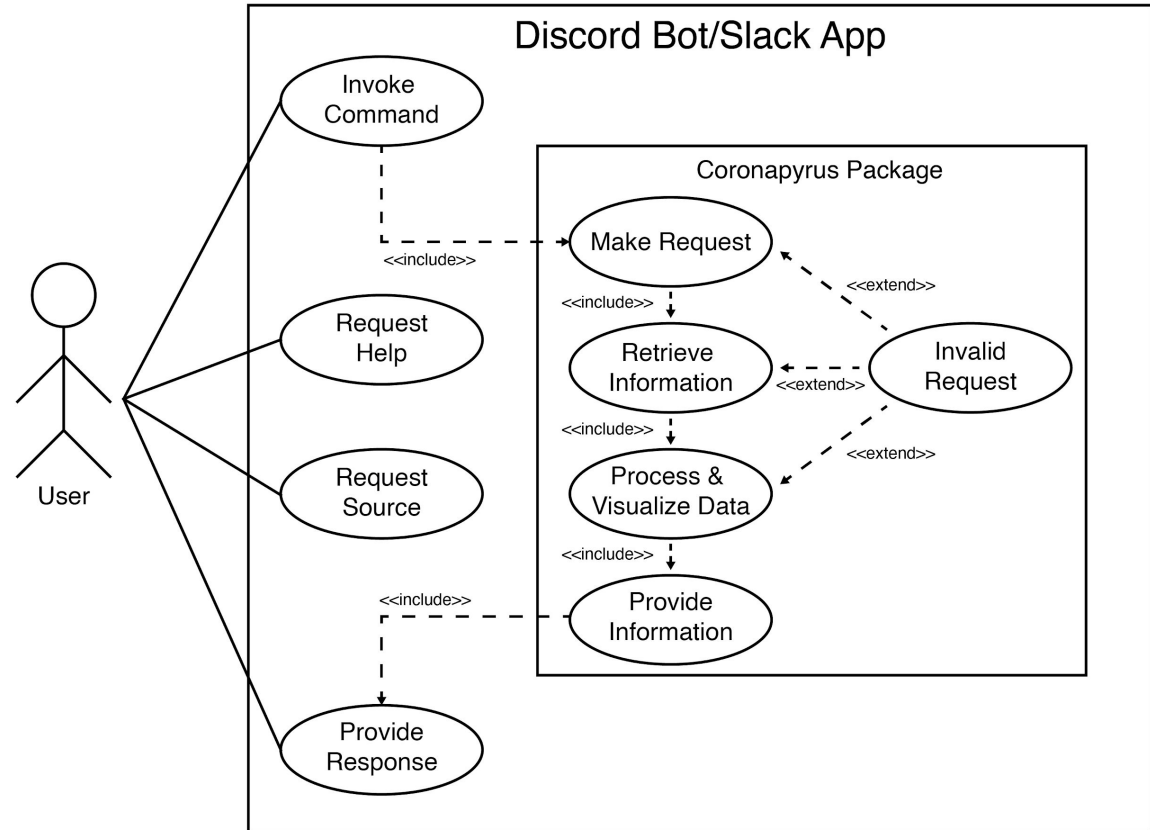 Discord Bot/Slack App
Invoke
Command
Coronapyrus Package
Make Request
<<include>>
<<extend>>
<<include>>
Request
Help
Retrieve
Information
Invalid
Request
<<extend>>
<<include>>
<<extend>>
Request
Source
Process &
Visualize Data
User
<<include>>
<<include>>
Provide
Information
Provide
Response